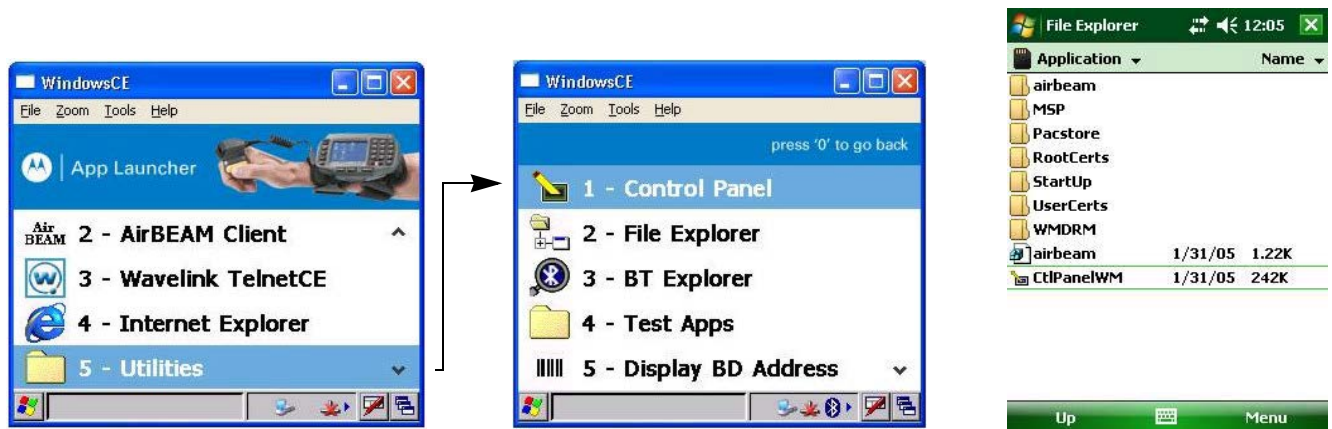 WindowsCE
File Zoom Tools Help
App Launcher
Air
BEAM
2 - AirBEAM Client
3 - Wavelink TelnetCE
4 - Internet Explorer
5 - Utilities
WindowsCE
File Zoom Tools Help
press '0' to go back
1 - Control Panel
2 - File Explorer
3 - BT Explorer
4 - Test Apps
5 - Display BD Address
File Explorer 12:05
Application Name
airbeam
MSP
Pacstore
RootCerts
StartUp
UserCerts
WMDRM
airbeam 1/31/05 1.22K
CtlPanelWM 1/31/05 242K
Up Menu